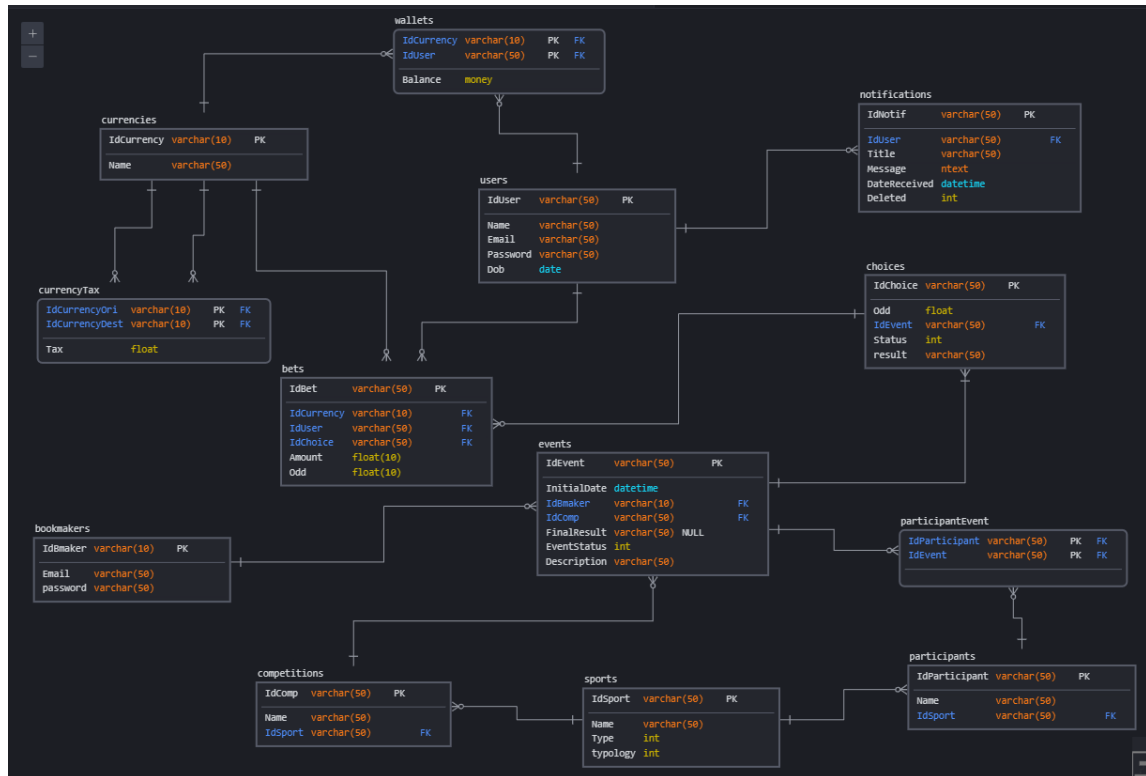 +
−
wallets
IdCurrency varchar(10) PK FK
IdUser varchar(50) PK FK
Balance money
currencies
IdCurrency varchar(10) PK
Name varchar(50)
notifications
IdNotif varchar(50) PK
IdUser varchar(50) FK
Title varchar(50)
Message ntext
DateReceived datetime
Deleted int
users
IdUser varchar(50) PK
Name varchar(50)
Email varchar(50)
Password varchar(50)
Dob date
choices
IdChoice varchar(50) PK
Odd float
IdEvent varchar(50) FK
Status int
result varchar(50)
currencyTax
IdCurrencyOri varchar(10) PK FK
IdCurrencyDest varchar(10) PK FK
Tax float
bets
IdBet varchar(50) PK
IdCurrency varchar(10) FK
IdUser varchar(50) FK
IdChoice varchar(50) FK
Amount float(10)
Odd float(10)
events
IdEvent varchar(50) PK
InitialDate datetime
IdBmaker varchar(10) FK
IdComp varchar(50) FK
FinalResult varchar(50) NULL
EventStatus int
Description varchar(50)
bookmakers
IdBmaker varchar(10) PK
Email varchar(50)
password varchar(50)
participantEvent
IdParticipant varchar(50) PK FK
IdEvent varchar(50) PK FK
competitions
IdComp varchar(50) PK
Name varchar(50)
IdSport varchar(50) FK
sports
IdSport varchar(50) PK
Name varchar(50)
Type int
typology int
participants
IdParticipant varchar(50) PK
Name varchar(50)
IdSport varchar(50) FK